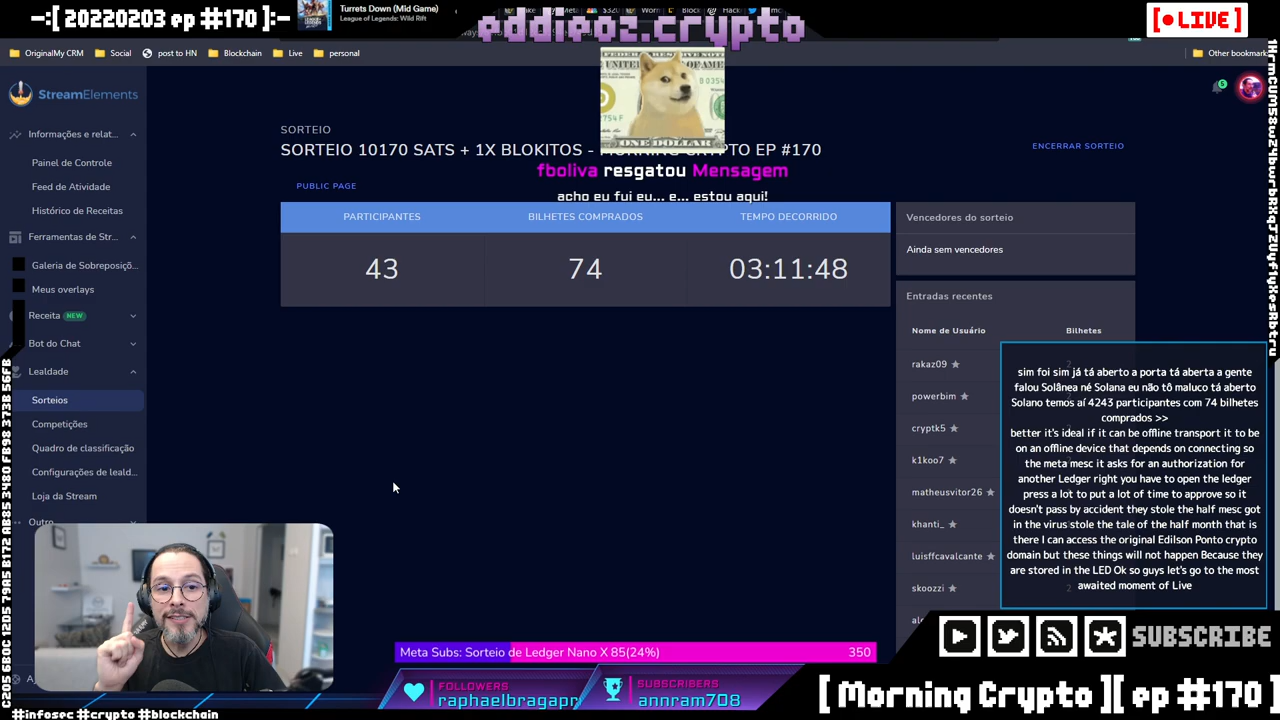 -:[ 20220203 ep #170 ]:-
Turrets Down (Mid Game)
League of Legends: Wild Rift
eddieoz.crypto
[ ● LIVE ]
OriginalMy CRM
Social
post to HN
Blockchain
Live
personal
Other bookmark
StreamElements
5
Informações e relat...
Painel de Controle
Feed de Atividade
Histórico de Receitas
Ferramentas de Str...
Galeria de Sobreposiçõ...
Meus overlays
Receita NEW
Bot do Chat
Lealdade
Sorteios
Competições
Quadro de classificação
Configurações de leald...
Loja da Stream
Outro
SORTEIO
SORTEIO 10170 SATS + 1X BLOKITOS - MORNING CRYPTO EP #170
ENCERRAR SORTEIO
ONE DOLLAR
fboliva resgatou Mensagem
acho eu fui eu... e... estou aqui!
PUBLIC PAGE
PARTICIPANTES
BILHETES COMPRADOS
TEMPO DECORRIDO
43
74
03:11:48
Vencedores do sorteio
Ainda sem vencedores
Entradas recentes
Nome de Usuário
Bilhetes
rakaz09
powerbim
cryptk5
k1koo7
matheusvitor26
khanti_
luisffcavalcante
skoozzi
2
sim foi sim já tá aberto a porta tá aberta a gente
falou Solânea né Solana eu não tô maluco tá aberto
Solano temos aí 4243 participantes com 74 bilhetes
comprados >>
better it's ideal if it can be offline transport it to be
on an offline device that depends on connecting so
the meta mesc it asks for an authorization for
another Ledger right you have to open the ledger
press a lot to put a lot of time to approve so it
doesn't pass by accident they stole the half mesc got
in the virus stole the tale of the half month that is
there I can access the original Edilson Ponto crypto
domain but these things will not happen Because they
are stored in the LED Ok so guys let's go to the most
awaited moment of Live
SUBSCRIBE
Meta Subs: Sorteio de Ledger Nano X 85(24%)
350
FOLLOWERS
raphaelbragapr
SUBSCRIBERS
annram708
[ Morning Crypto ][ ep #170 ]
#infosec #crypto #blockchain